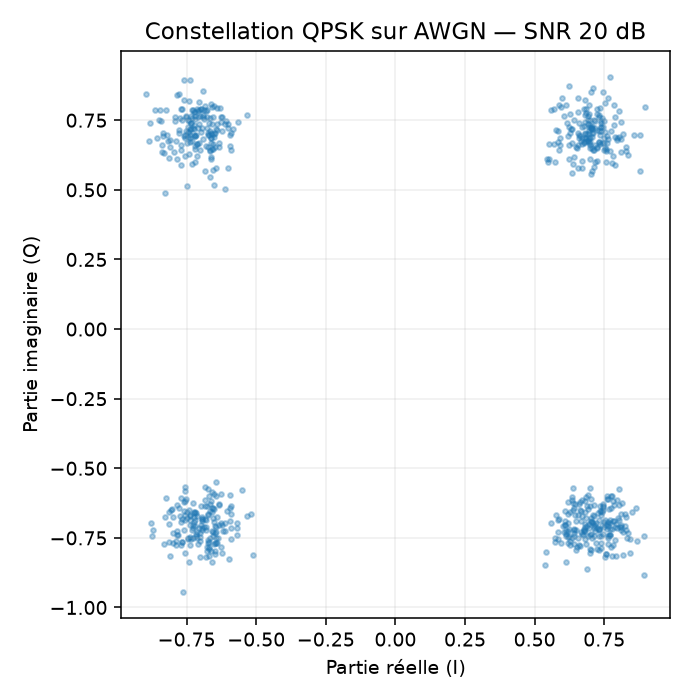 Constellation QPSK sur AWGN — SNR 20 dB
Partie imaginaire (Q)
0.75
0.50
0.25
0.00
−0.25
−0.50
−0.75
−1.00
−0.75 −0.50 −0.25 0.00 0.25 0.50 0.75
Partie réelle (I)